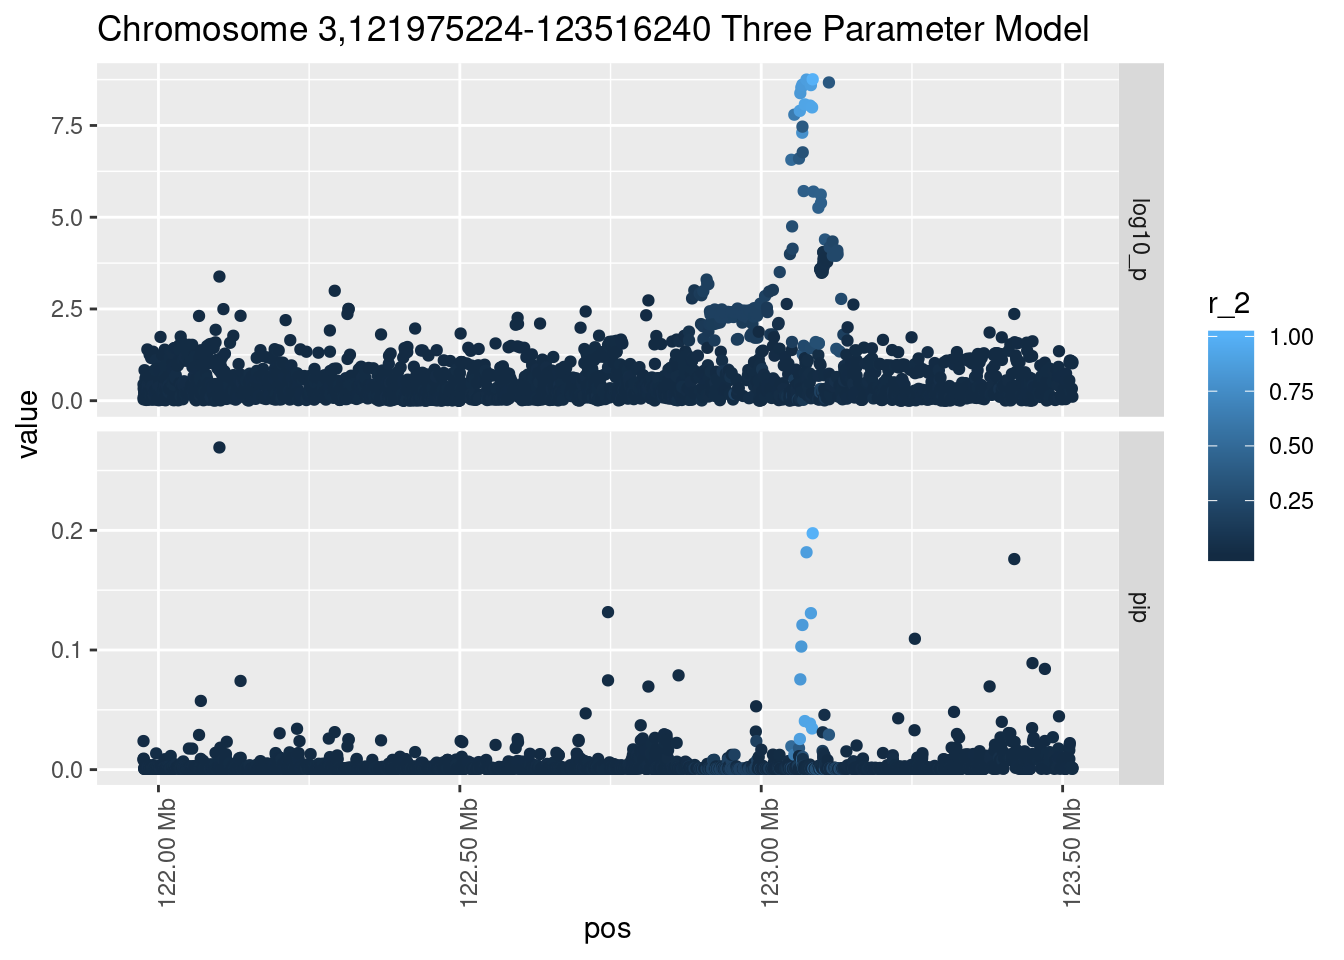 Chromosome 3,121975224-123516240 Three Parameter Model
7.5
5.0
2.5
0.0
log10_p
value
0.2
0.1
0.0
pip
122.00 Mb
122.50 Mb
123.00 Mb
123.50 Mb
pos
r_2
1.00
0.75
0.50
0.25